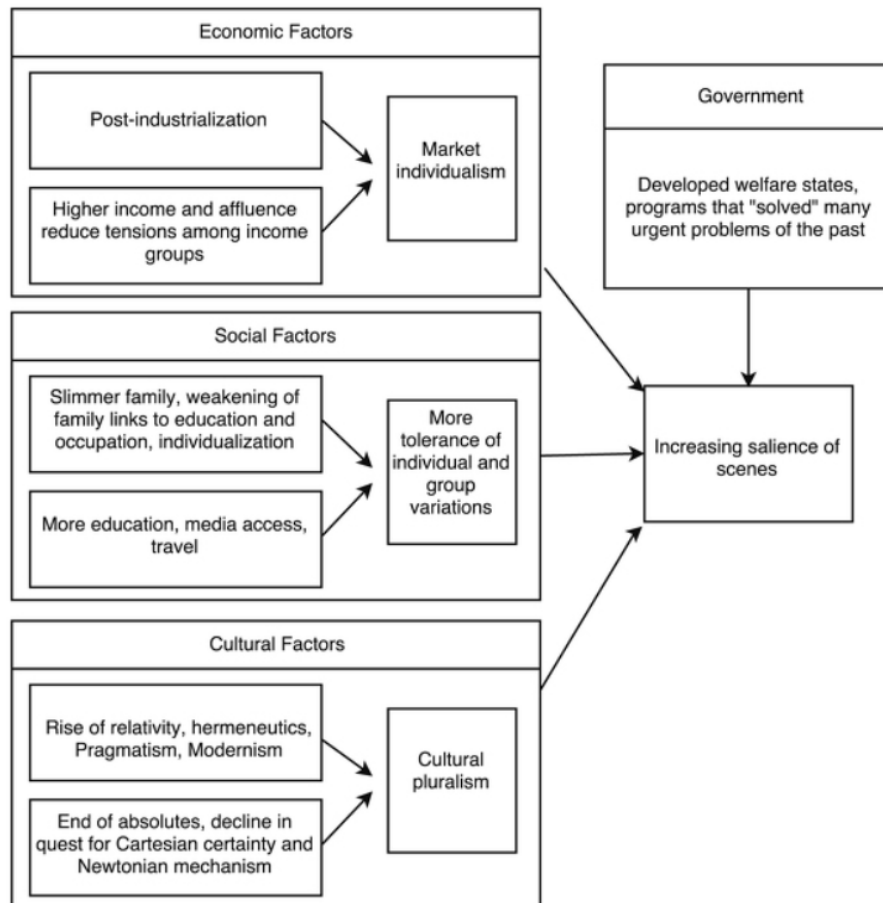 Economic Factors
Post-industrialization
Higher income and affluence
reduce tensions among income
groups
Market
individualism
Government
Developed welfare states,
programs that "solved" many
urgent problems of the past
Social Factors
Slimmer family, weakening of
family links to education and
occupation, individualization
More education, media access,
travel
More
tolerance of
individual and
group
variations
Increasing salience of
scenes
Cultural Factors
Rise of relativity, hermeneutics,
Pragmatism, Modernism
End of absolutes, decline in
quest for Cartesian certainty and
Newtonian mechanism
Cultural
pluralism